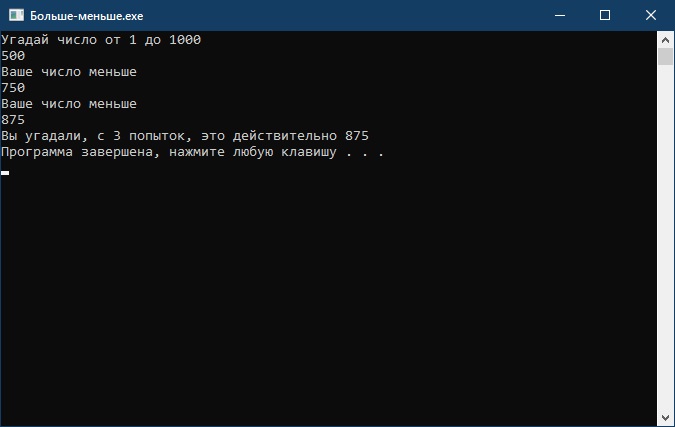 Больше-меньше.exe
Угадай число от 1 до 1000
500
Ваше число меньше
750
Ваше число меньше
875
Вы угадали, с 3 попыток, это действительно 875
Программа завершена, нажмите любую клавишу . . .